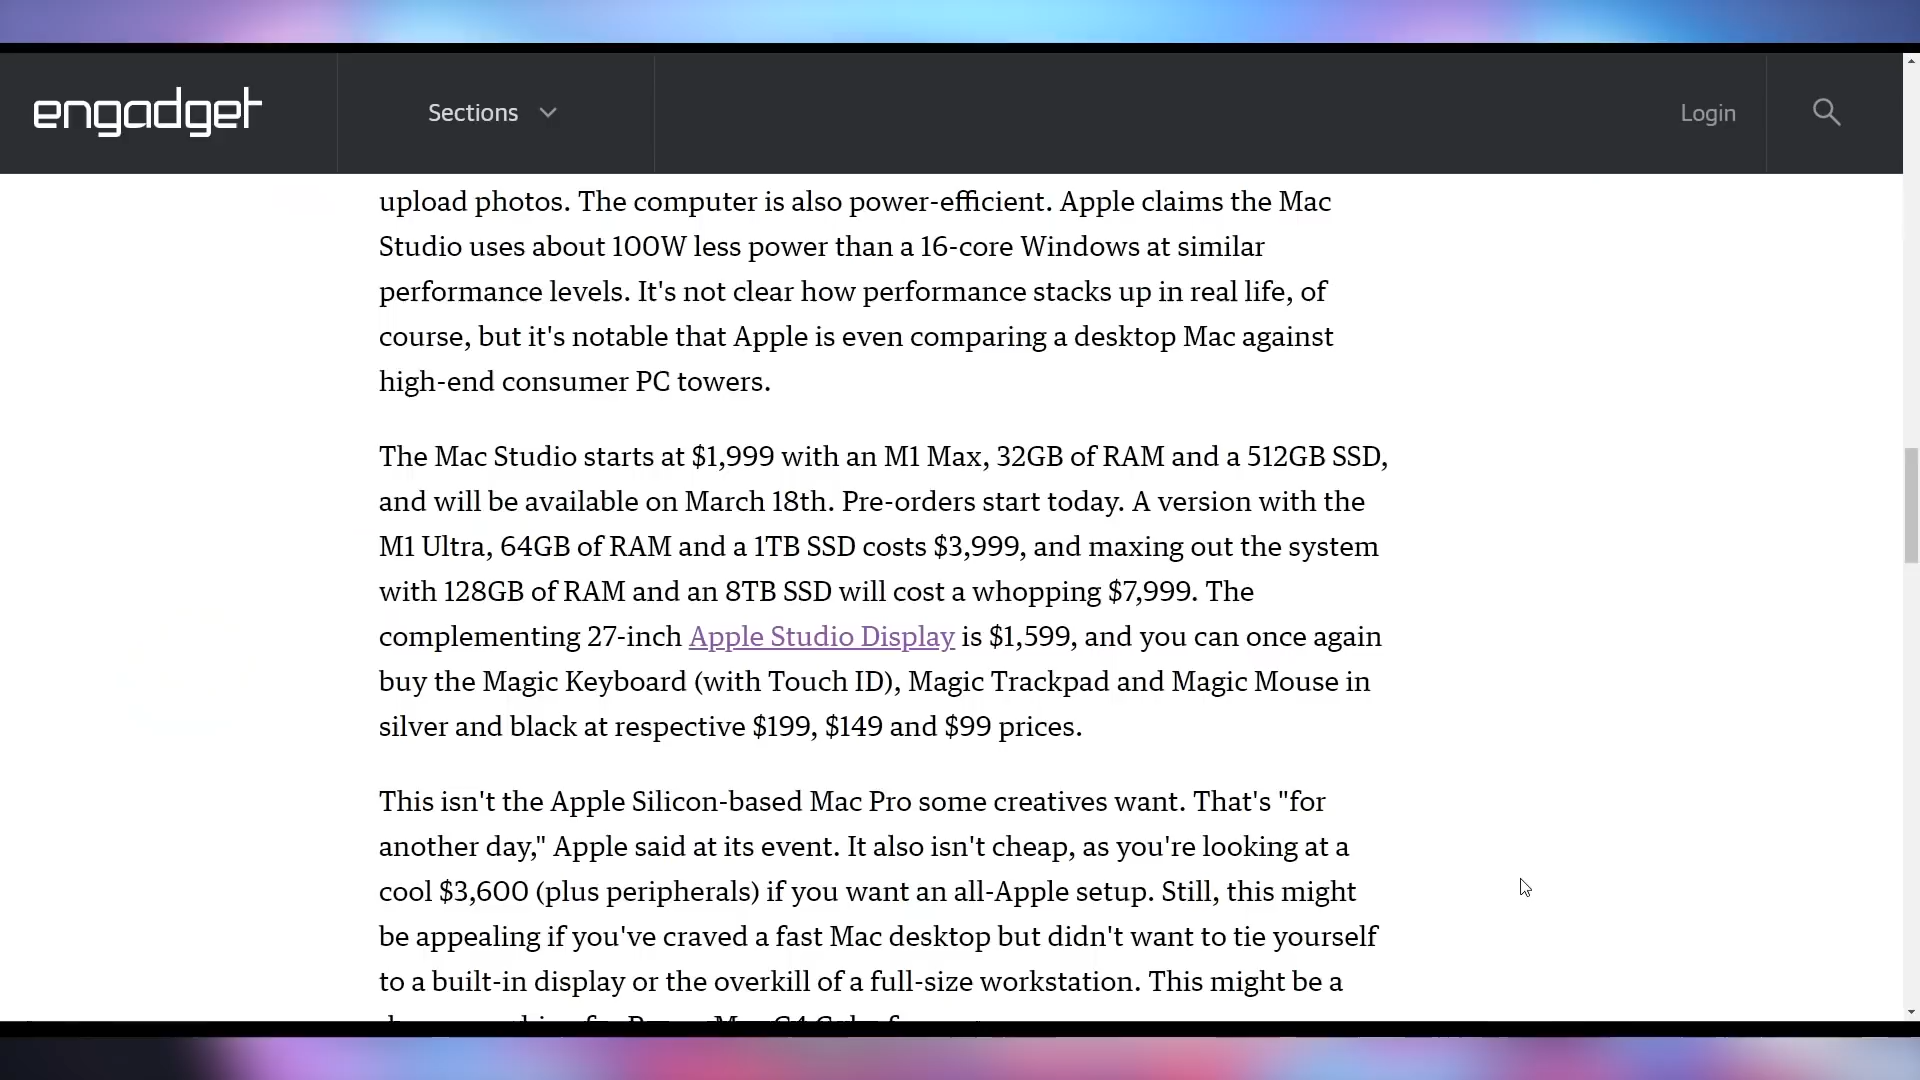 engadget
Sections
Login
upload photos. The computer is also power-efficient. Apple claims the Mac
Studio uses about 100W less power than a 16-core Windows at similar
performance levels. It's not clear how performance stacks up in real life, of
course, but it's notable that Apple is even comparing a desktop Mac against
high-end consumer PC towers.
The Mac Studio starts at $1,999 with an M1 Max, 32GB of RAM and a 512GB SSD,
and will be available on March 18th. Pre-orders start today. A version with the
M1 Ultra, 64GB of RAM and a 1TB SSD costs $3,999, and maxing out the system
with 128GB of RAM and an 8TB SSD will cost a whopping $7,999. The
complementing 27-inch Apple Studio Display is $1,599, and you can once again
buy the Magic Keyboard (with Touch ID), Magic Trackpad and Magic Mouse in
silver and black at respective $199, $149 and $99 prices.
This isn't the Apple Silicon-based Mac Pro some creatives want. That's "for
another day," Apple said at its event. It also isn't cheap, as you're looking at a
cool $3,600 (plus peripherals) if you want an all-Apple setup. Still, this might
be appealing if you've craved a fast Mac desktop but didn't want to tie yourself
to a built-in display or the overkill of a full-size workstation. This might be a